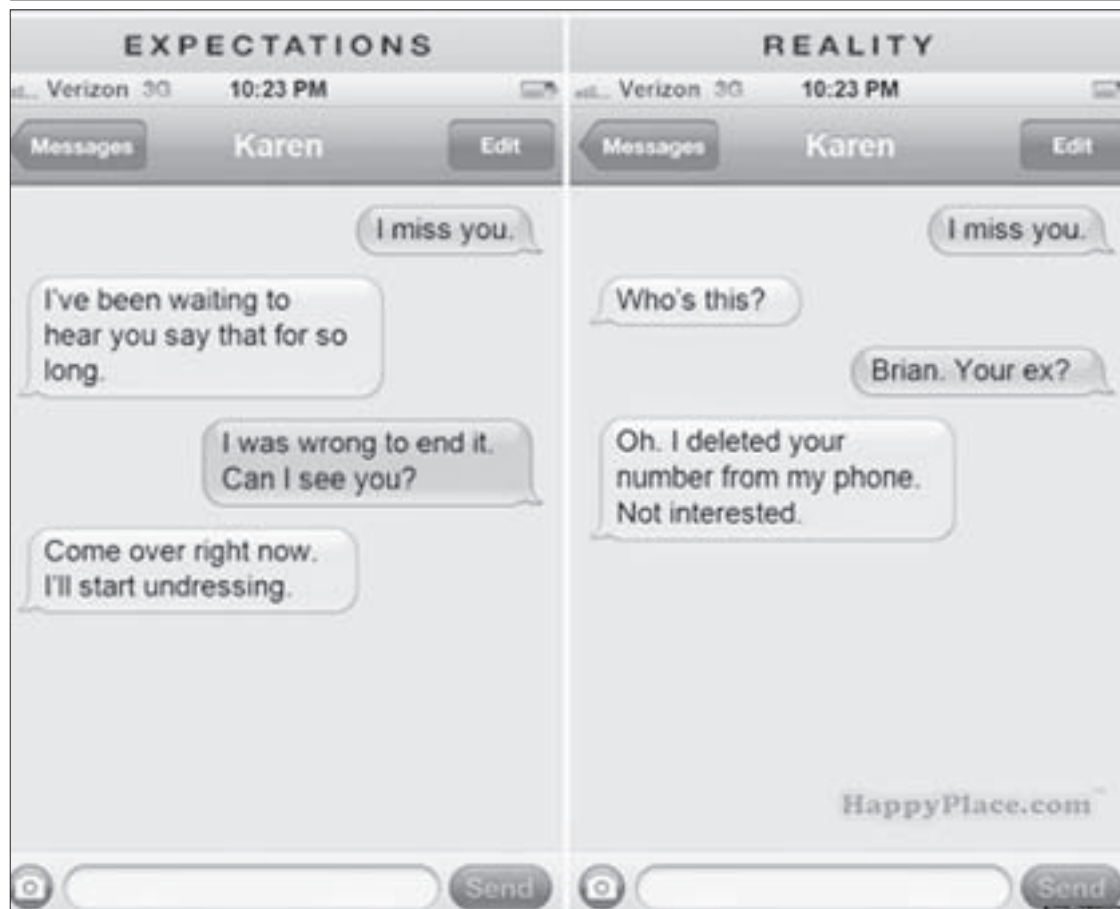 EXPECTATIONS
Verizon 3G 10:23 PM
Messages Karen Edit
I miss you.
I've been waiting to
hear you say that for so
long.
I was wrong to end it.
Can I see you?
Come over right now.
I'll start undressing.
Send
REALITY
Verizon 3G 10:23 PM
Messages Karen Edit
I miss you.
Who's this?
Brian. Your ex?
Oh. I deleted your
number from my phone.
Not interested.
HappyPlace.com
Send